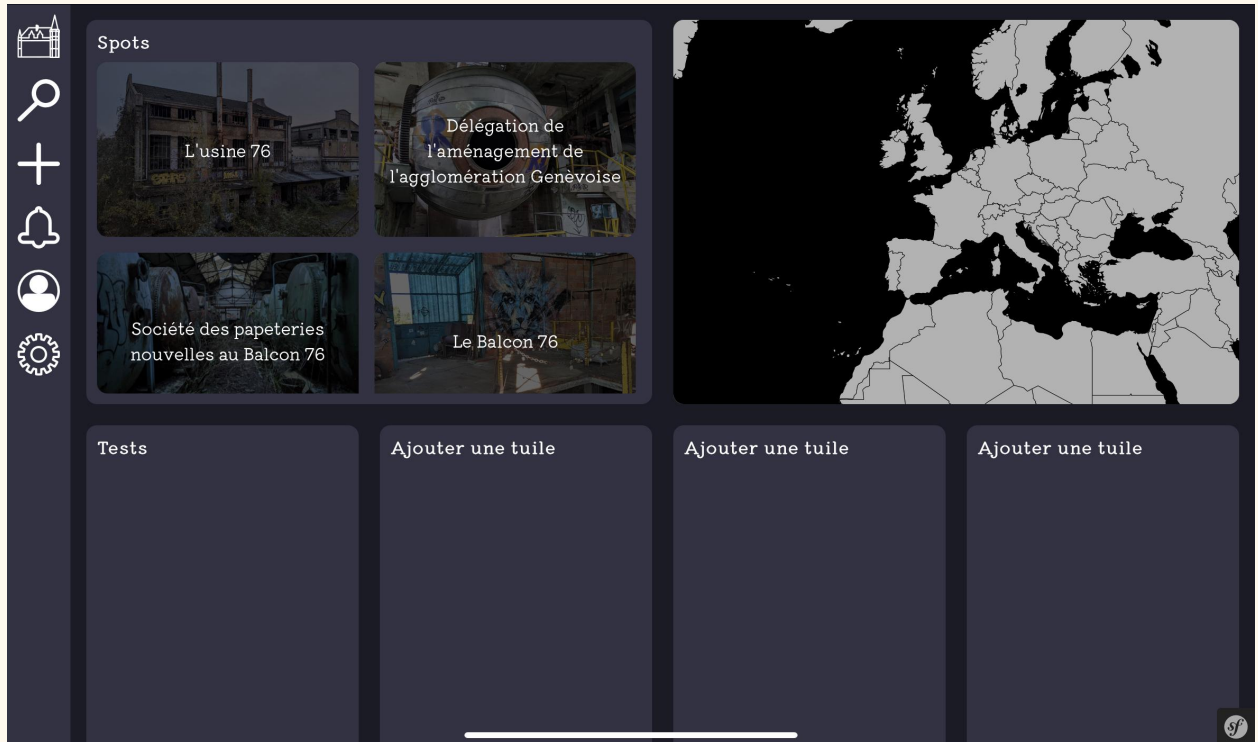 Spots
L'usine 76
Délégation de
l'aménagement de
l'agglomération Genèvoise
Société des papeteries
nouvelles au Balcon 76
Le Balcon 76
Tests
Ajouter une tuile
Ajouter une tuile
Ajouter une tuile
sf